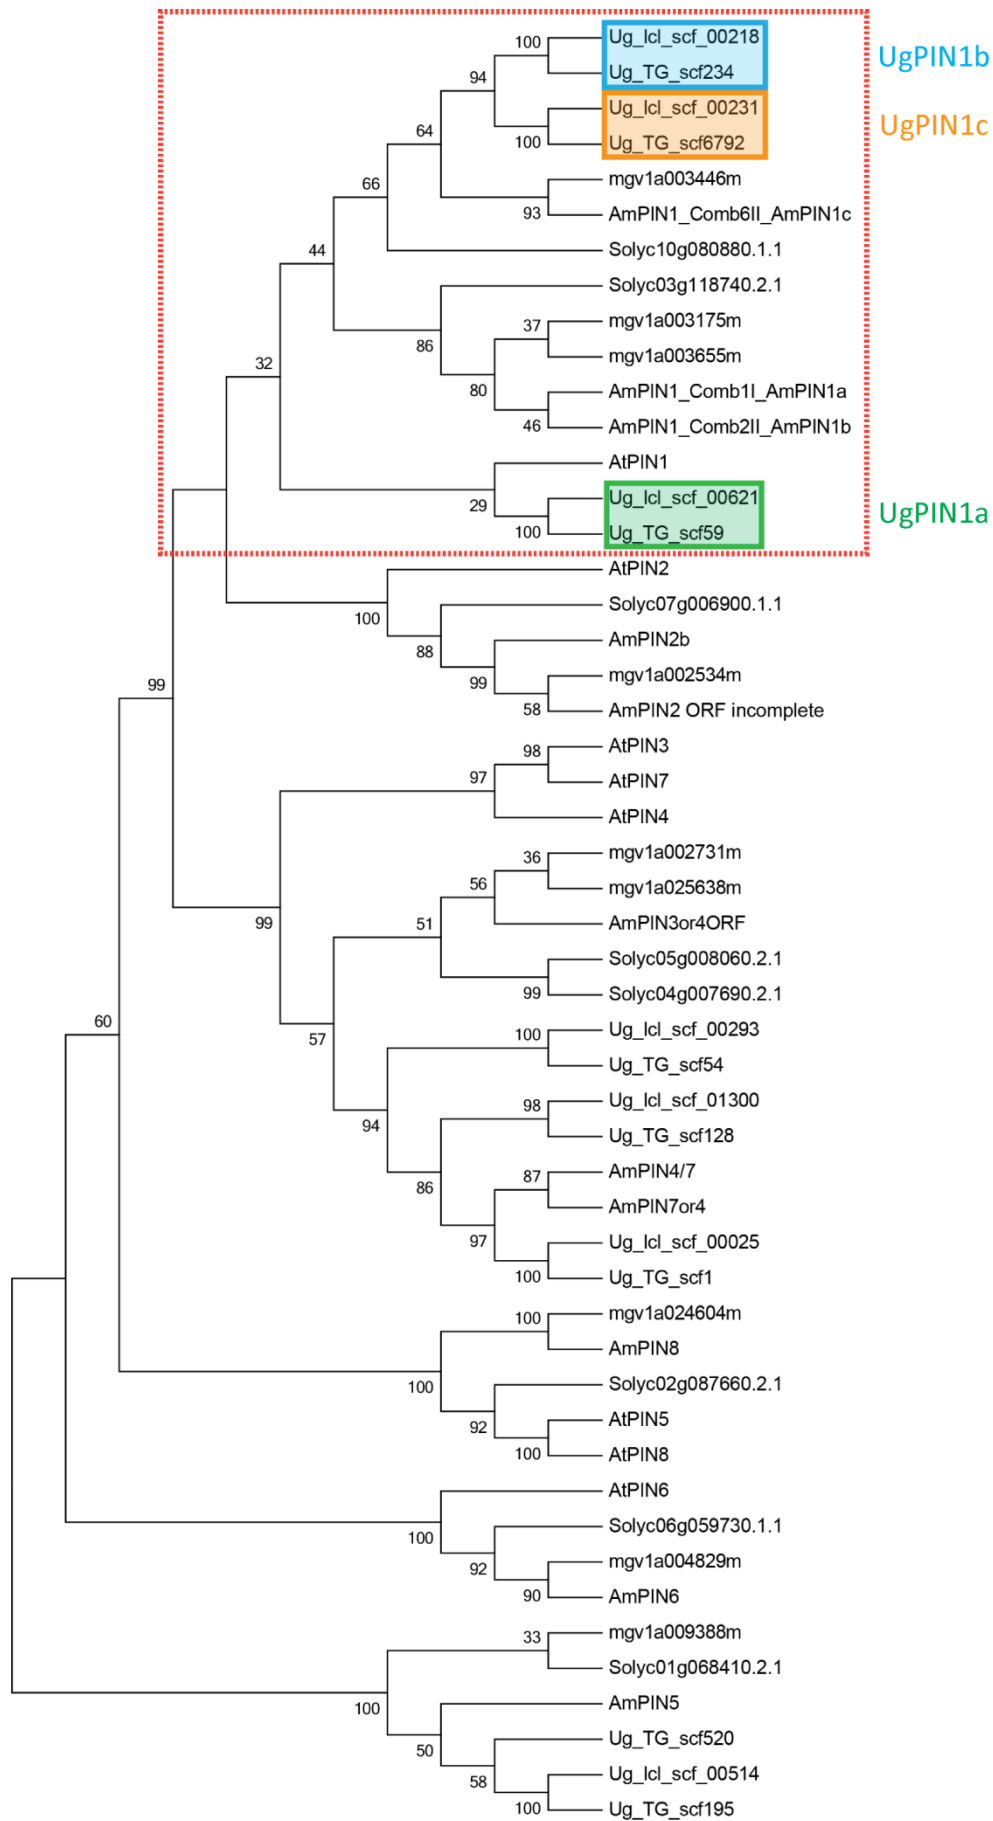 100
Ug_lcl_scf_00218
UgPIN1b
Ug_TG_scf234
94
Ug_lcl_scf_00231
UgPIN1c
64
100
Ug_TG_scf6792
66
mgv1a003446m
93
AmPIN1_Comb6II_AmPIN1c
44
Solyc10g080880.1.1
Solyc03g118740.2.1
37
mgv1a003175m
86
mgv1a003655m
32
80
AmPIN1_Comb1I_AmPIN1a
46
AmPIN1_Comb2II_AmPIN1b
AtPIN1
29
Ug_lcl_scf_00621
UgPIN1a
100
Ug_TG_scf59
AtPIN2
100
Solyc07g006900.1.1
88
AmPIN2b
99
99
mgv1a002534m
58
AmPIN2 ORF incomplete
98
AtPIN3
97
AtPIN7
AtPIN4
36
mgv1a002731m
56
mgv1a025638m
99
51
AmPIN3or4ORF
Solyc05g008060.2.1
99
Solyc04g007690.2.1
60
57
100
Ug_lcl_scf_00293
Ug_TG_scf54
98
Ug_lcl_scf_01300
94
Ug_TG_scf128
87
AmPIN4/7
86
AmPIN7or4
97
Ug_lcl_scf_00025
100
Ug_TG_scf1
100
mgv1a024604m
AmPIN8
100
Solyc02g087660.2.1
92
AtPIN5
100
AtPIN8
AtPIN6
100
Solyc06g059730.1.1
92
mgv1a004829m
90
AmPIN6
33
mgv1a009388m
Solyc01g068410.2.1
100
AmPIN5
50
Ug_TG_scf520
58
Ug_lcl_scf_00514
100
Ug_TG_scf195